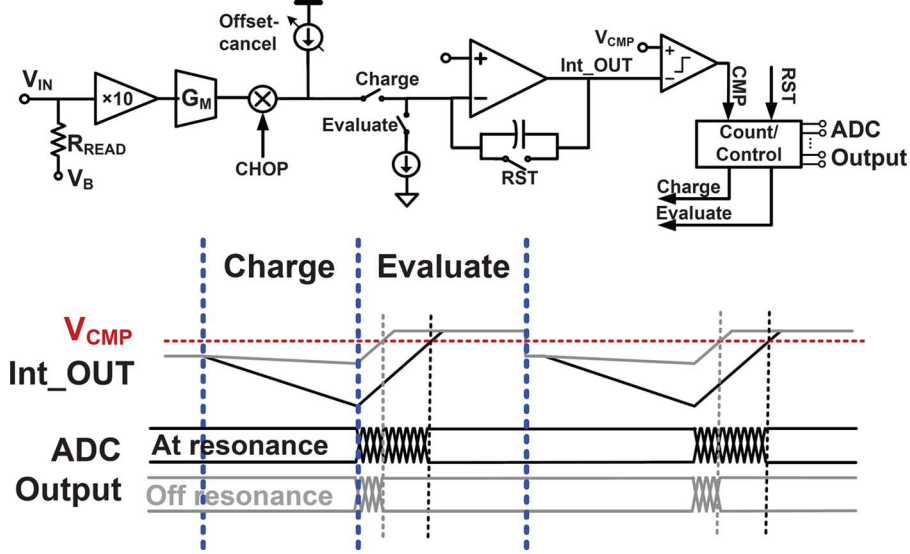 Offset-
cancel
V_CMP
V_IN
×10
G_M
Charge
Int_OUT
Evaluate
R_READ
V_B
CHOP
RST
CMP
RST
Count/
Control
ADC
Output
Charge
Evaluate
Charge
Evaluate
V_CMP
Int_OUT
ADC
Output
At resonance
Off resonance